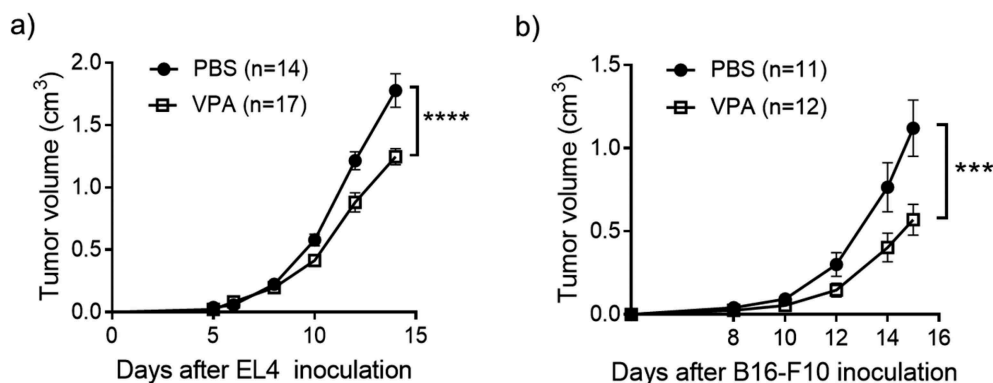 a)
PBS (n=14)
VPA (n=17)
****
Tumor volume (cm3)
2.0
1.5
1.0
0.5
0.0
0
5
10
15
Days after EL4 inoculation
b)
PBS (n=11)
VPA (n=12)
***
Tumor volume (cm3)
1.5
1.0
0.5
0.0
8
10
12
14
16
Days after B16-F10 inoculation